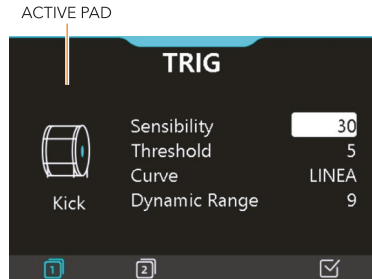 ACTIVE PAD
TRIG
Sensibility 30
Threshold 5
Curve LINEA
Dynamic Range 9
Kick
1 2